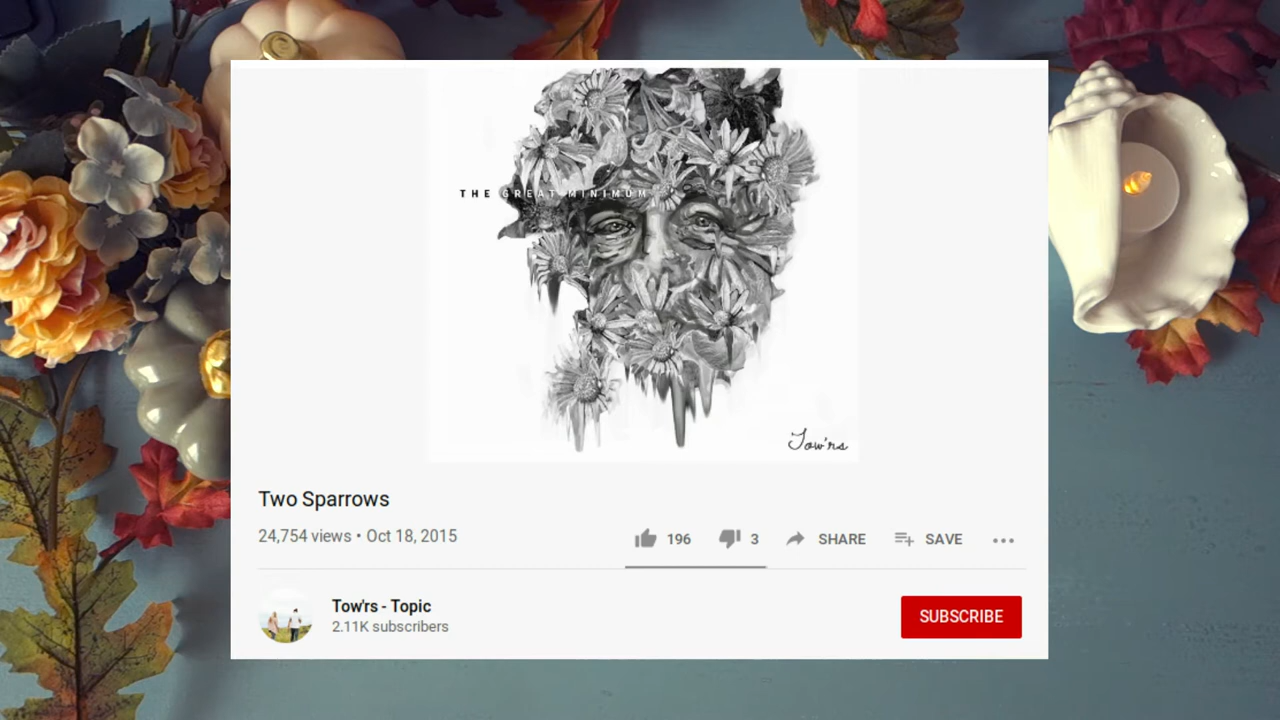 THE GREAT MINIMUM
Tow'rs
Two Sparrows
24,754 views • Oct 18, 2015
196
3
SHARE
SAVE
Tow'rs - Topic
2.11K subscribers
SUBSCRIBE